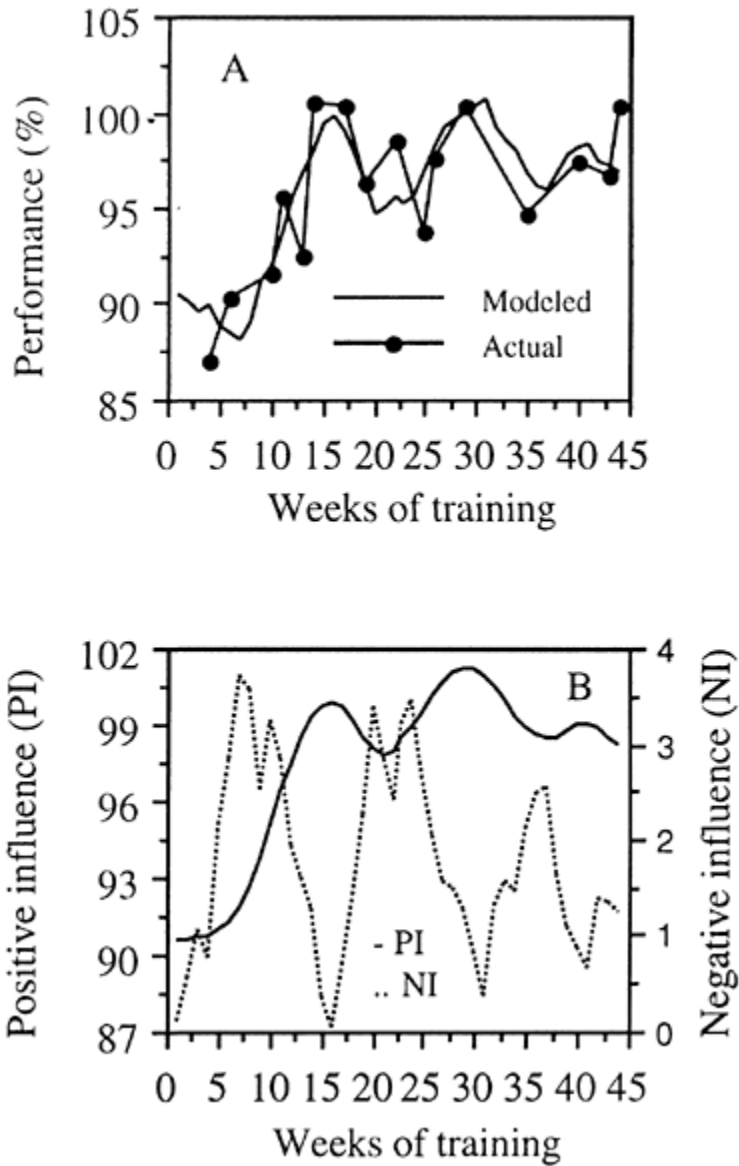 105
100
95
90
85
Performance (%)
A
Modeled
Actual
0 5 10 15 20 25 30 35 40 45
Weeks of training
102
99
96
93
90
87
Positive influence (PI)
B
- PI
.. NI
4
3
2
1
0
Negative influence (NI)
0 5 10 15 20 25 30 35 40 45
Weeks of training